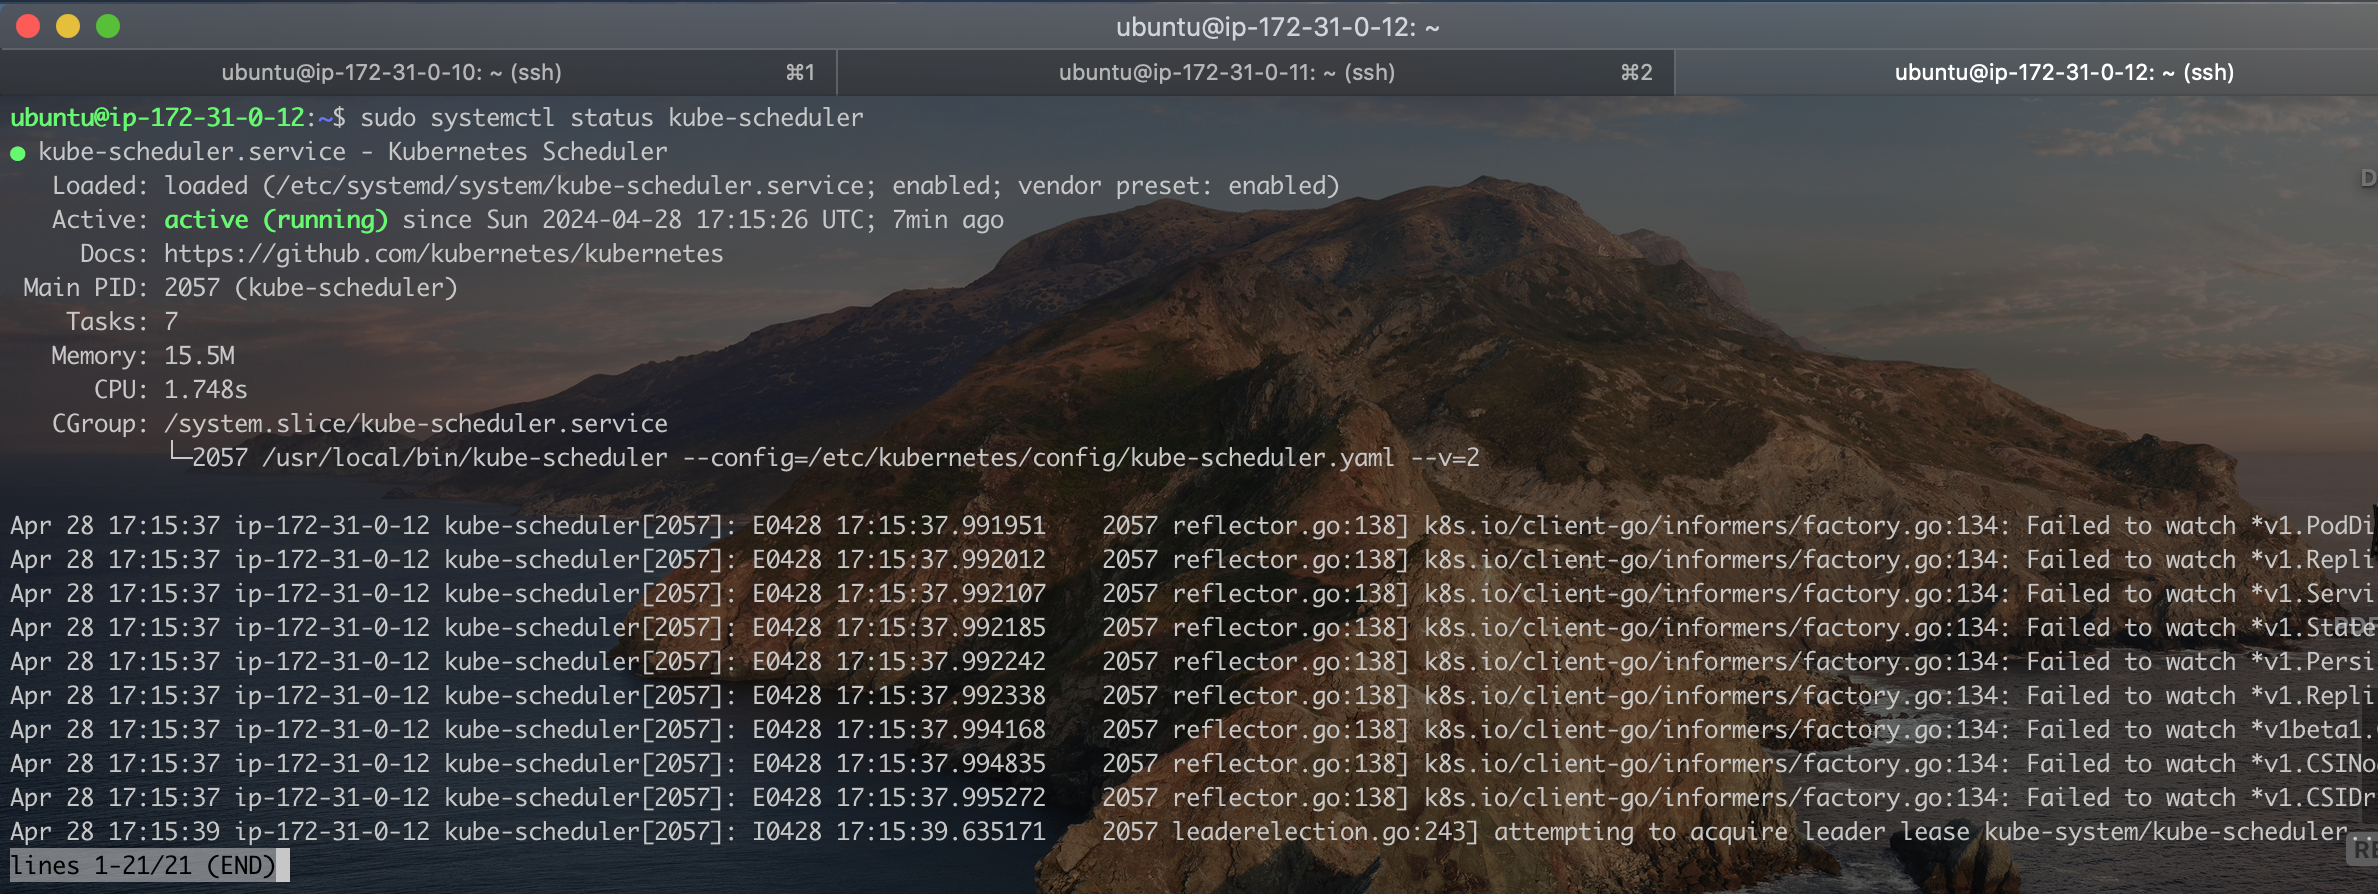 ubuntu@ip-172-31-0-12: ~
ubuntu@ip-172-31-0-10: ~ (ssh) ⌘1 ubuntu@ip-172-31-0-11: ~ (ssh) ⌘2 ubuntu@ip-172-31-0-12: ~ (ssh)
ubuntu@ip-172-31-0-12:~$ sudo systemctl status kube-scheduler
● kube-scheduler.service - Kubernetes Scheduler
Loaded: loaded (/etc/systemd/system/kube-scheduler.service; enabled; vendor preset: enabled)
Active: active (running) since Sun 2024-04-28 17:15:26 UTC; 7min ago
Docs: https://github.com/kubernetes/kubernetes
Main PID: 2057 (kube-scheduler)
Tasks: 7
Memory: 15.5M
CPU: 1.748s
CGroup: /system.slice/kube-scheduler.service
└─2057 /usr/local/bin/kube-scheduler --config=/etc/kubernetes/config/kube-scheduler.yaml --v=2
Apr 28 17:15:37 ip-172-31-0-12 kube-scheduler[2057]: E0428 17:15:37.991951 2057 reflector.go:138] k8s.io/client-go/informers/factory.go:134: Failed to watch *v1.PodDi
Apr 28 17:15:37 ip-172-31-0-12 kube-scheduler[2057]: E0428 17:15:37.992012 2057 reflector.go:138] k8s.io/client-go/informers/factory.go:134: Failed to watch *v1.Repli
Apr 28 17:15:37 ip-172-31-0-12 kube-scheduler[2057]: E0428 17:15:37.992107 2057 reflector.go:138] k8s.io/client-go/informers/factory.go:134: Failed to watch *v1.Servi
Apr 28 17:15:37 ip-172-31-0-12 kube-scheduler[2057]: E0428 17:15:37.992185 2057 reflector.go:138] k8s.io/client-go/informers/factory.go:134: Failed to watch *v1.State
Apr 28 17:15:37 ip-172-31-0-12 kube-scheduler[2057]: E0428 17:15:37.992242 2057 reflector.go:138] k8s.io/client-go/informers/factory.go:134: Failed to watch *v1.Persi
Apr 28 17:15:37 ip-172-31-0-12 kube-scheduler[2057]: E0428 17:15:37.992338 2057 reflector.go:138] k8s.io/client-go/informers/factory.go:134: Failed to watch *v1.Repli
Apr 28 17:15:37 ip-172-31-0-12 kube-scheduler[2057]: E0428 17:15:37.994168 2057 reflector.go:138] k8s.io/client-go/informers/factory.go:134: Failed to watch *v1beta1.
Apr 28 17:15:37 ip-172-31-0-12 kube-scheduler[2057]: E0428 17:15:37.994835 2057 reflector.go:138] k8s.io/client-go/informers/factory.go:134: Failed to watch *v1.CSINo
Apr 28 17:15:37 ip-172-31-0-12 kube-scheduler[2057]: E0428 17:15:37.995272 2057 reflector.go:138] k8s.io/client-go/informers/factory.go:134: Failed to watch *v1.CSIDr
Apr 28 17:15:39 ip-172-31-0-12 kube-scheduler[2057]: I0428 17:15:39.635171 2057 leaderelection.go:243] attempting to acquire leader lease kube-system/kube-scheduler...
lines 1-21/21 (END)